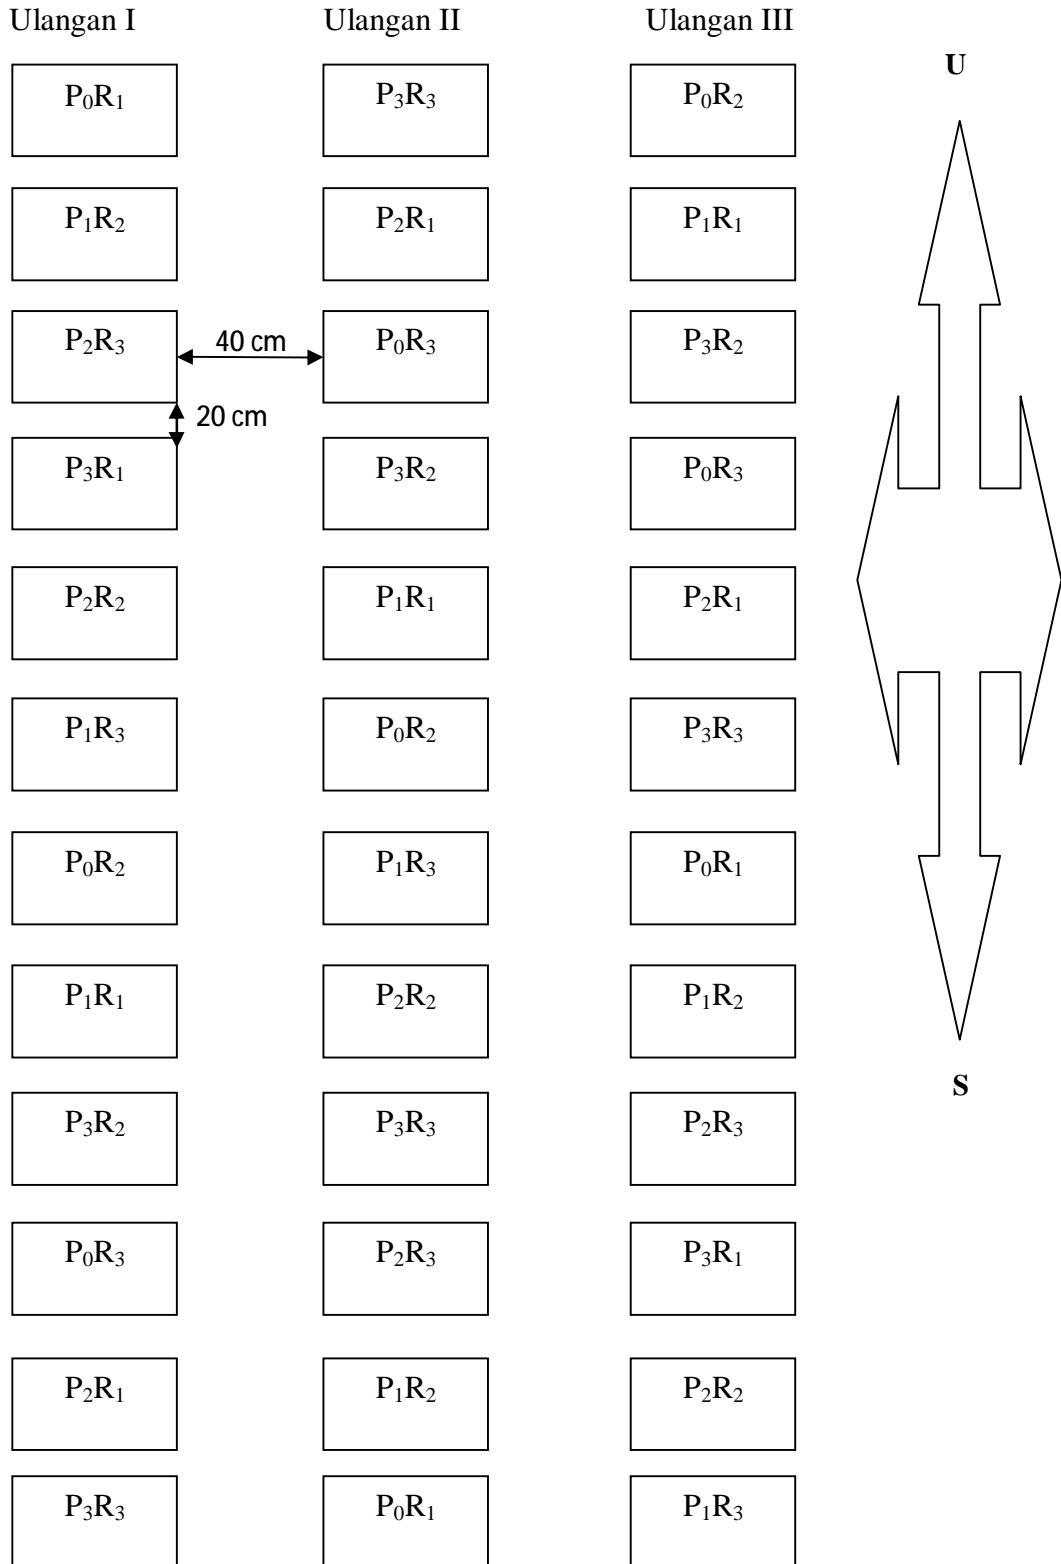 Ulangan I Ulangan II Ulangan III
U
P₀R₁ P₃R₃ P₀R₂
P₁R₂ P₂R₁ P₁R₁
P₂R₃ 40 cm P₀R₃ P₃R₂
20 cm
P₃R₁ P₃R₂ P₀R₃
P₂R₂ P₁R₁ P₂R₁
P₁R₃ P₀R₂ P₃R₃
P₀R₂ P₁R₃ P₀R₁
P₁R₁ P₂R₂ P₁R₂
S
P₃R₂ P₃R₃ P₂R₃
P₀R₃ P₂R₃ P₃R₁
P₂R₁ P₁R₂ P₂R₂
P₃R₃ P₀R₁ P₁R₃